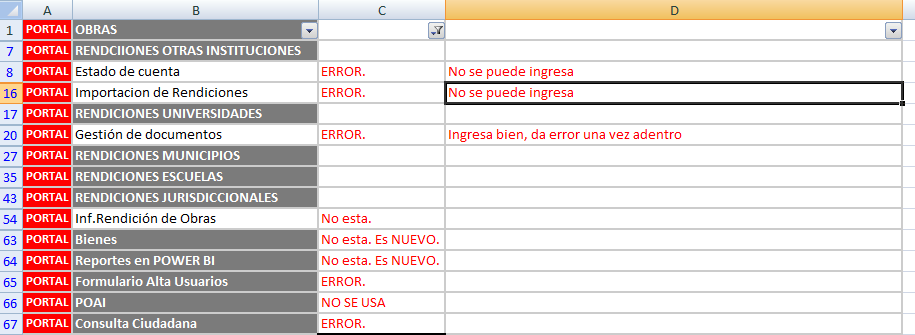 A B C D
1 PORTAL OBRAS
7 PORTAL RENDCIIONES OTRAS INSTITUCIONES
8 PORTAL Estado de cuenta ERROR. No se puede ingresa
16 PORTAL Importacion de Rendiciones ERROR. No se puede ingresa
17 PORTAL RENDICIONES UNIVERSIDADES
20 PORTAL Gestión de documentos ERROR. Ingresa bien, da error una vez adentro
27 PORTAL RENDICIONES MUNICIPIOS
35 PORTAL RENDICIONES ESCUELAS
43 PORTAL RENDICIONES JURISDICCIONALES
54 PORTAL Inf.Rendición de Obras No esta.
63 PORTAL Bienes No esta. Es NUEVO.
64 PORTAL Reportes en POWER BI No esta. Es NUEVO.
65 PORTAL Formulario Alta Usuarios ERROR.
66 PORTAL POAI NO SE USA
67 PORTAL Consulta Ciudadana ERROR.